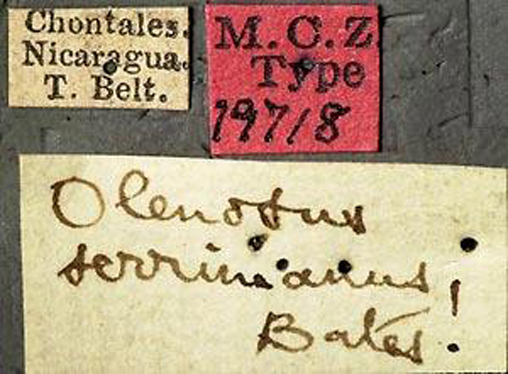 Chontales.
Nicaragua.
T. Belt.
M. C. Z.
Type
19718
Olenosus
serrimanus;
Bates.